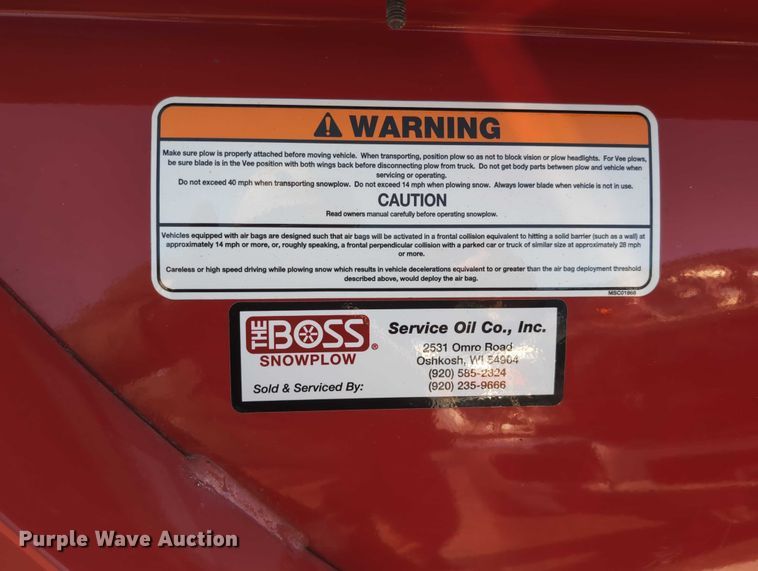 WARNING
Make sure plow is properly attached before moving vehicle. When transporting, position plow so as not to block vision or plow headlights. For Vee plows,
be sure blade is in the Vee position with both wings back before disconnecting plow from truck. Do not get body parts between plow and vehicle when
servicing or operating.
Do not exceed 40 mph when transporting snowplow. Do not exceed 14 mph when plowing snow. Always lower blade when vehicle is not in use.
CAUTION
Read owners manual carefully before operating snowplow.
Vehicles equipped with air bags are designed such that air bags will be activated in a frontal collision equivalent to hitting a solid barrier (such as a wall) at
approximately 14 mph or more, or, roughly speaking, a frontal perpendicular collision with a parked car or truck of similar size at approximately 28 mph
or more.
Careless or high speed driving while plowing snow which results in vehicle decelerations equivalent to or greater than the air bag deployment threshold
described above, would deploy the air bag.
MSC01868
THE BOSS
SNOWPLOW®
Sold & Serviced By:
Service Oil Co., Inc.
2531 Omro Road
Oshkosh, WI 54904
(920) 585-2324
(920) 235-9666
Purple Wave Auction